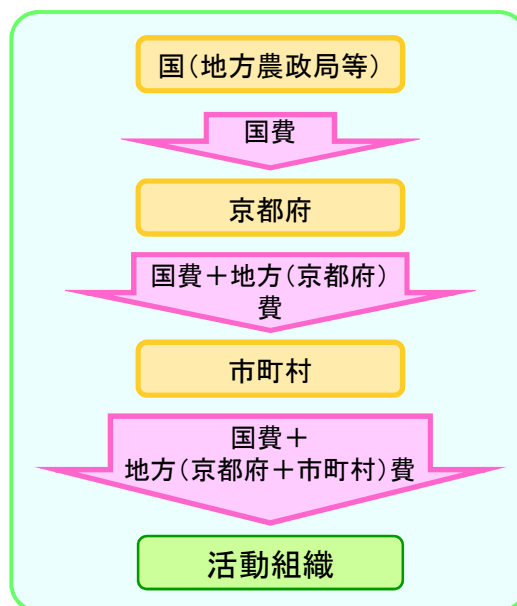 国(地方農政局等)
国費
京都府
国費+地方(京都府)
費
市町村
国費+
地方(京都府+市町村)費
活動組織